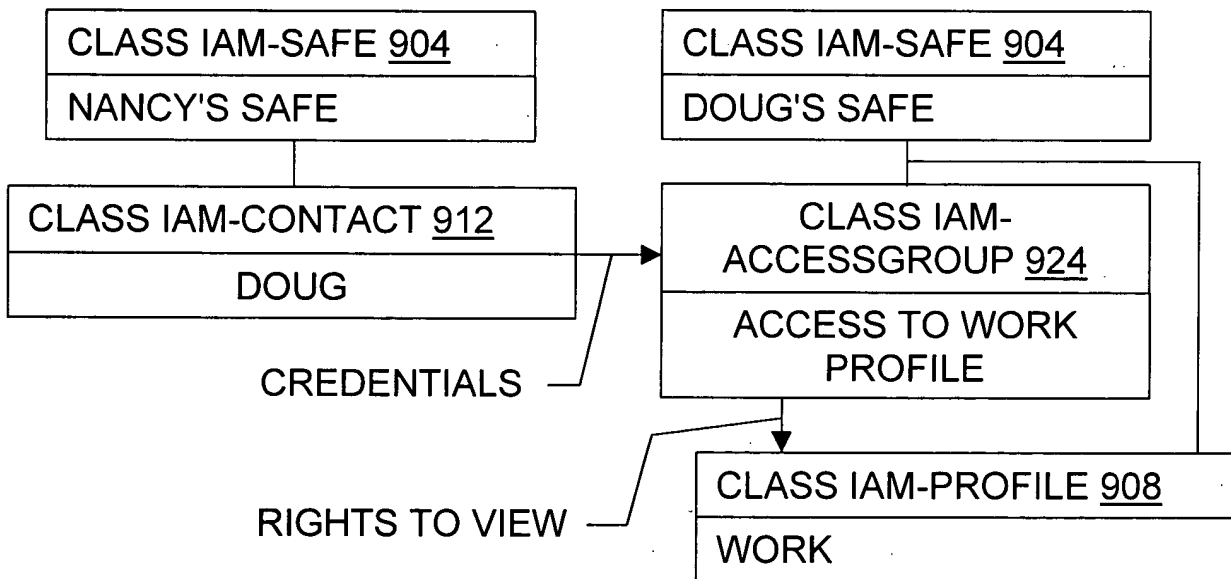 CLASS IAM-SAFE 904
NANCY'S SAFE
CLASS IAM-SAFE 904
DOUG'S SAFE
CLASS IAM-CONTACT 912
DOUG
CLASS IAM-
ACCESSGROUP 924
ACCESS TO WORK
PROFILE
CREDENTIALS
RIGHTS TO VIEW
CLASS IAM-PROFILE 908
WORK